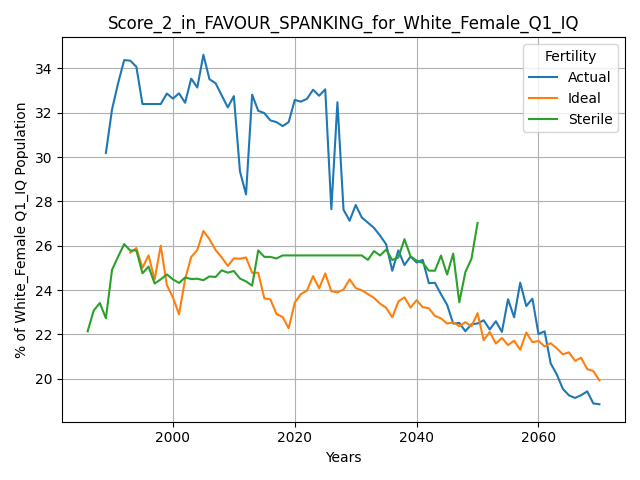 Score_2_in_FAVOUR_SPANKING_for_White_Female_Q1_IQ
Fertility
Actual
Ideal
Sterile
% of White_Female Q1_IQ Population
34
32
30
28
26
24
22
20
2000
2020
2040
2060
Years